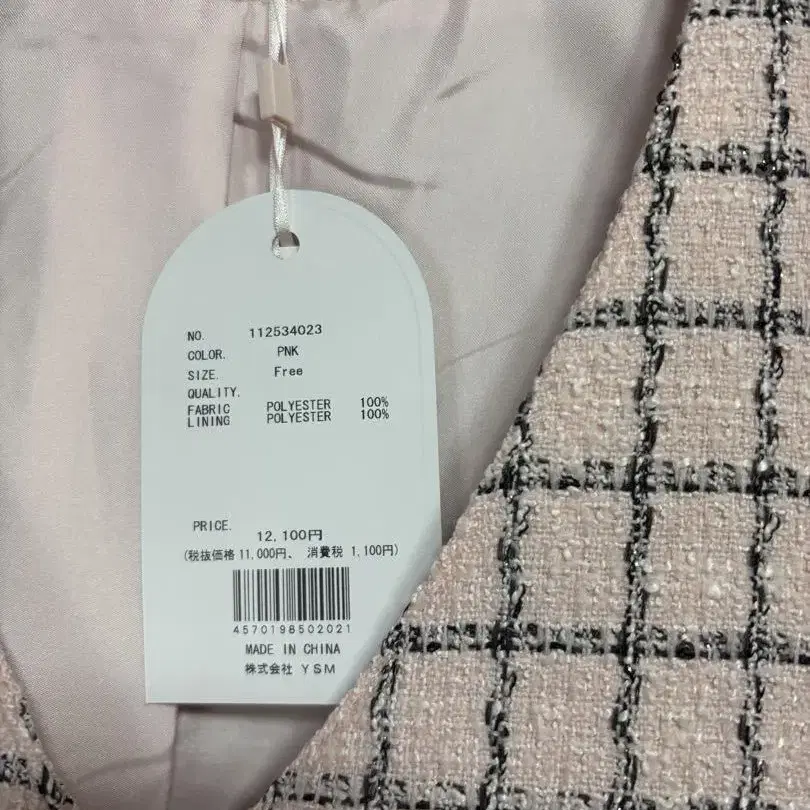 NO. 112534023
COLOR. PNK
SIZE. Free
QUALITY.
FABRIC POLYESTER 100%
LINING POLYESTER 100%
PRICE.
12,100円
(税抜価格 11,000円、 消費税 1,100円)
4570198502021
MADE IN CHINA
株式会社 YSM